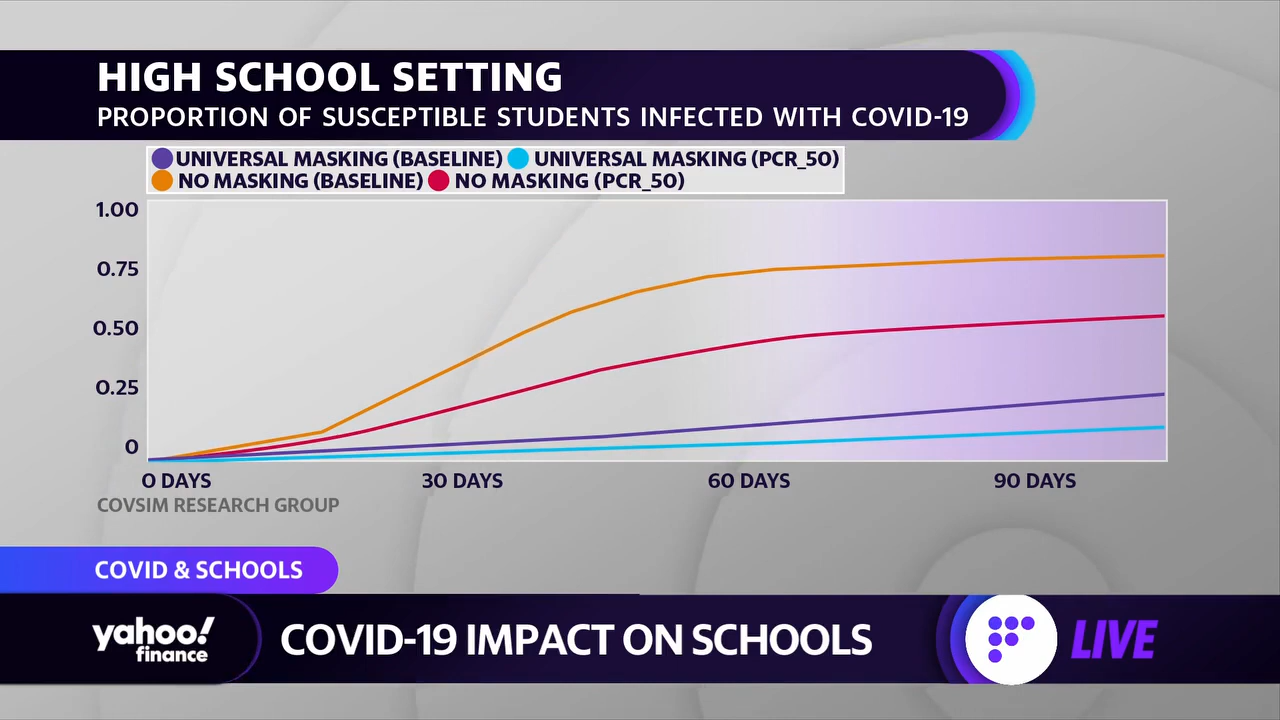 HIGH SCHOOL SETTING
PROPORTION OF SUSCEPTIBLE STUDENTS INFECTED WITH COVID-19
UNIVERSAL MASKING (BASELINE) UNIVERSAL MASKING (PCR_50)
NO MASKING (BASELINE) NO MASKING (PCR_50)
1.00
0.75
0.50
0.25
0
0 DAYS 30 DAYS 60 DAYS 90 DAYS
COVSIM RESEARCH GROUP
COVID & SCHOOLS
yahoo!
finance
COVID-19 IMPACT ON SCHOOLS
LIVE